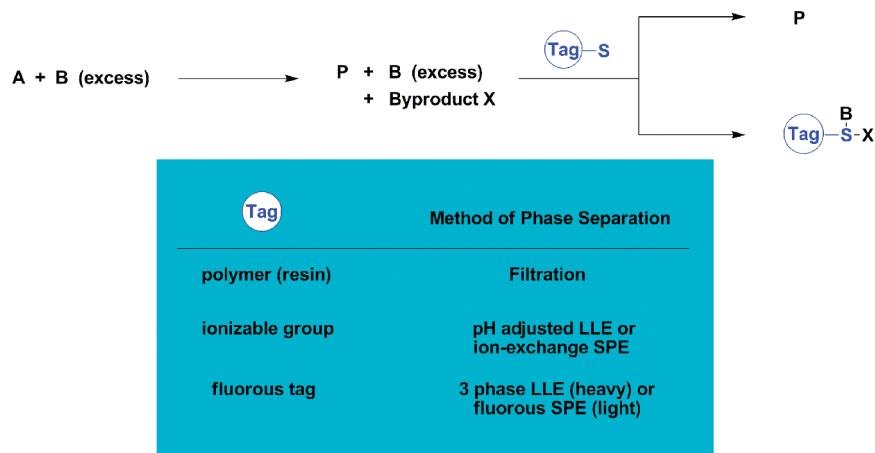 A + B (excess)
P + B (excess)
+ Byproduct X
Tag S
P
B
Tag S X
Tag
Method of Phase Separation
polymer (resin)
Filtration
ionizable group
pH adjusted LLE or
ion-exchange SPE
fluorous tag
3 phase LLE (heavy) or
fluorous SPE (light)